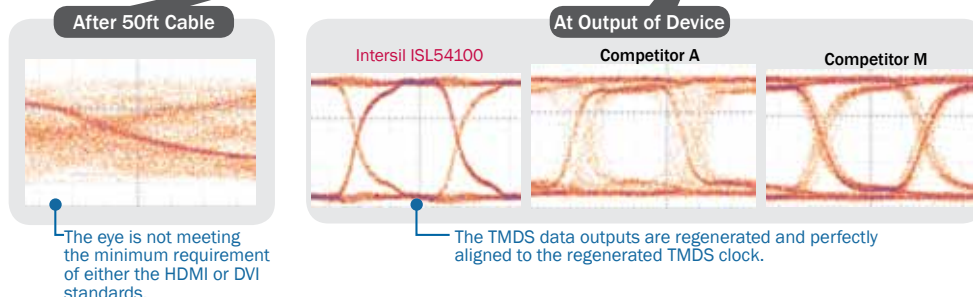 After 50ft Cable
At Output of Device
Intersil ISL54100
Competitor A
Competitor M
The eye is not meeting
the minimum requirement
of either the HDMI or DVI
standards
The TMDS data outputs are regenerated and perfectly
aligned to the regenerated TMDS clock.